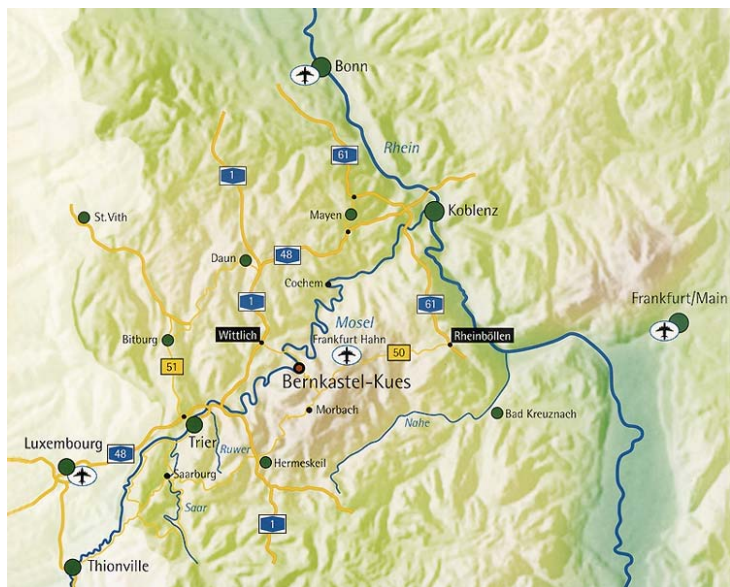 Bonn
Rhein
61
1
St.Vith
Mayen
Koblenz
48
Daun
Cochem
1
61
Frankfurt/Main
Mosel
Wittlich
Rheinböllen
Bitburg
Frankfurt Hahn
50
51
Bernkastel-Kues
Morbach
Bad Kreuznach
Nahe
Luxembourg
Trier
48
Ruwer
Hermeskeil
Saarburg
Saar
1
Thionville